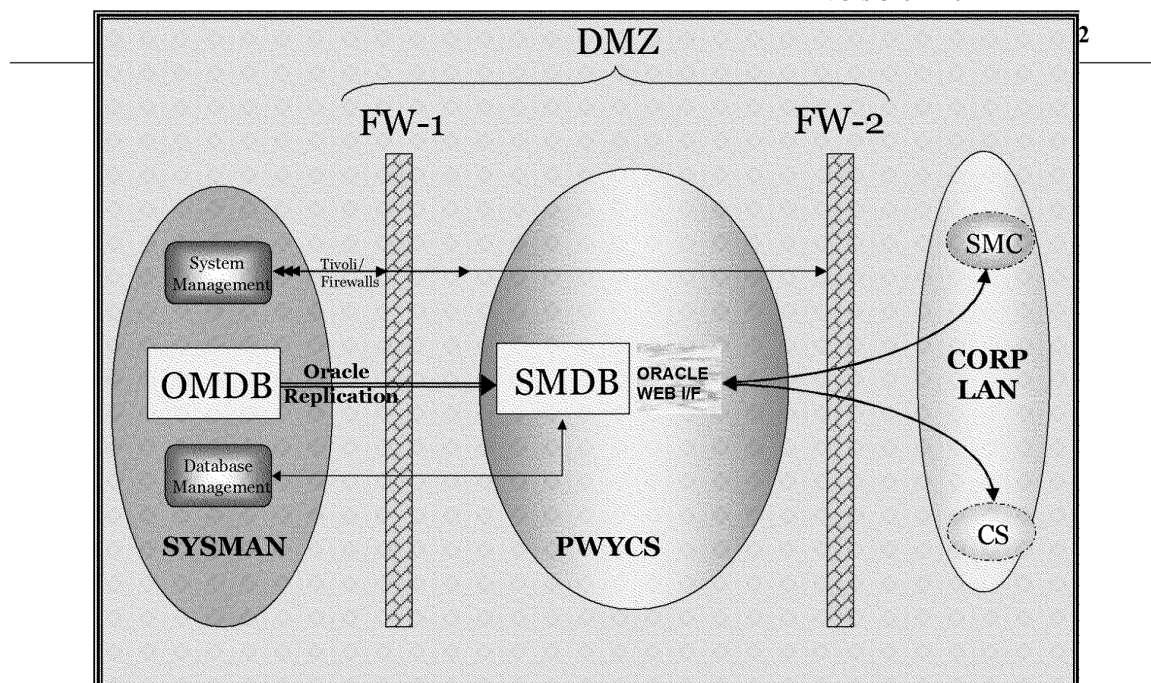 2
DMZ
FW-1
FW-2
System
Management
Tivoli/
Firewalls
SMC
OMDB
Oracle
Replication
SMDB
ORACLE
WEB I/F
CORP
LAN
Database
Management
CS
SYSMAN
PWYCS